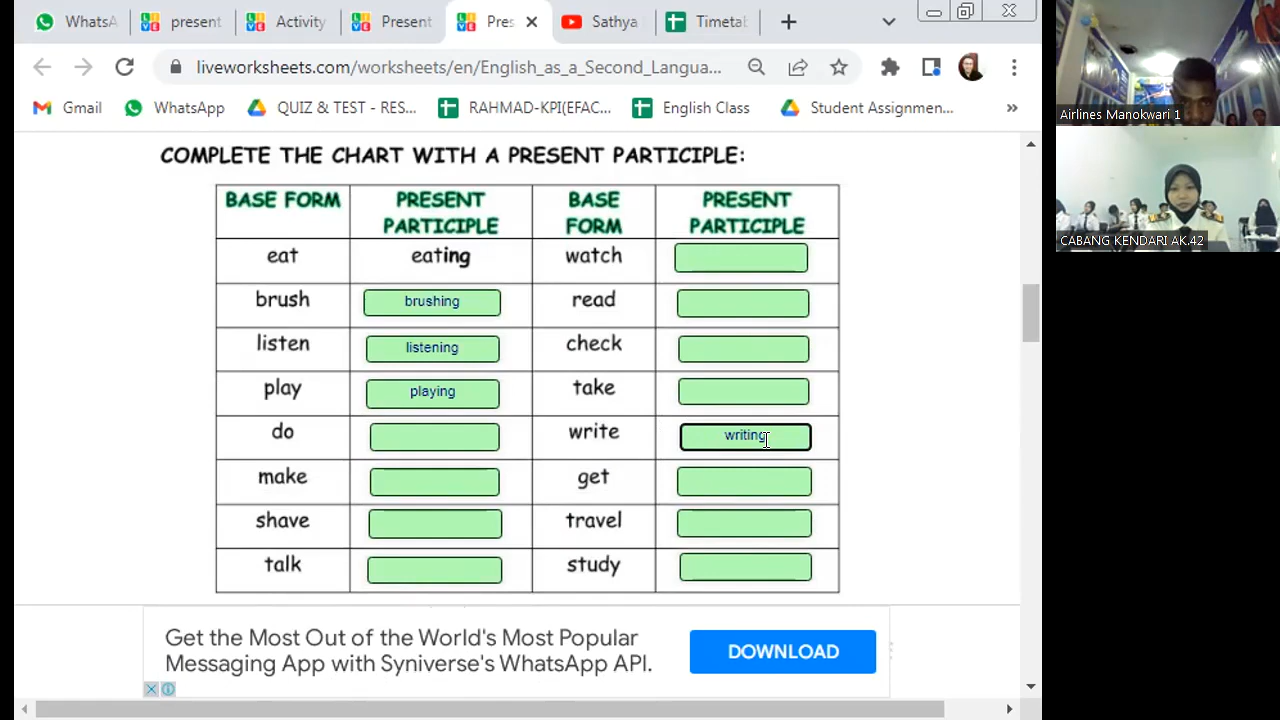 WhatsA
present
Activity
Present
Pres
Sathya
Timetab
liveworksheets.com/worksheets/en/English_as_a_Second_Langua...
Gmail
WhatsApp
QUIZ & TEST - RES...
RAHMAD-KPI(EFAC...
English Class
Student Assignmen...
COMPLETE THE CHART WITH A PRESENT PARTICIPLE:
BASE FORM
PRESENT
PARTICIPLE
BASE
FORM
PRESENT
PARTICIPLE
eat
eating
watch
brush
brushing
read
listen
listening
check
play
playing
take
do
write
writing
make
get
shave
travel
talk
study
Get the Most Out of the World's Most Popular
Messaging App with Syniverse's WhatsApp API.
DOWNLOAD
Airlines Manokwari 1
CABANG KENDARI AK.42